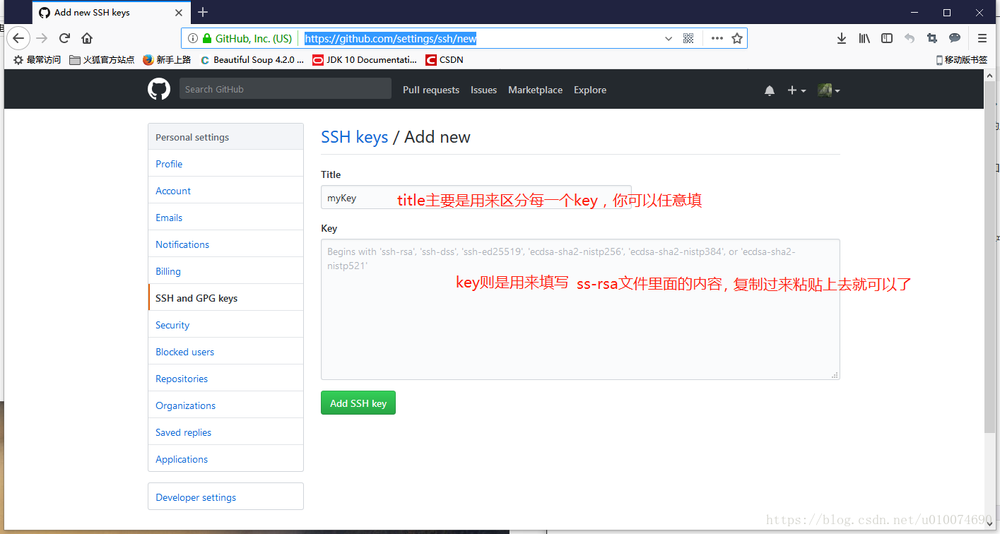 Add new SSH keys
GitHub, Inc. (US) https://github.com/settings/ssh/new
最常访问 火狐官方站点 新手上路 Beautiful Soup 4.2.0 ... JDK 10 Documentati... CSDN 移动版书签
Search GitHub Pull requests Issues Marketplace Explore
Personal settings
Profile
Account
Emails
Notifications
Billing
SSH and GPG keys
Security
Blocked users
Repositories
Organizations
Saved replies
Applications
Developer settings
SSH keys / Add new
Title
myKey title主要是用来区分每一个key，你可以任意填
Key
Begins with 'ssh-rsa', 'ssh-dss', 'ssh-ed25519', 'ecdsa-sha2-nistp256', 'ecdsa-sha2-nistp384', or 'ecdsa-sha2-
nistp521'
key则是用来填写 ss-rsa文件里面的内容，复制过来粘贴上去就可以了
Add SSH key
https://blog.csdn.net/u010074690